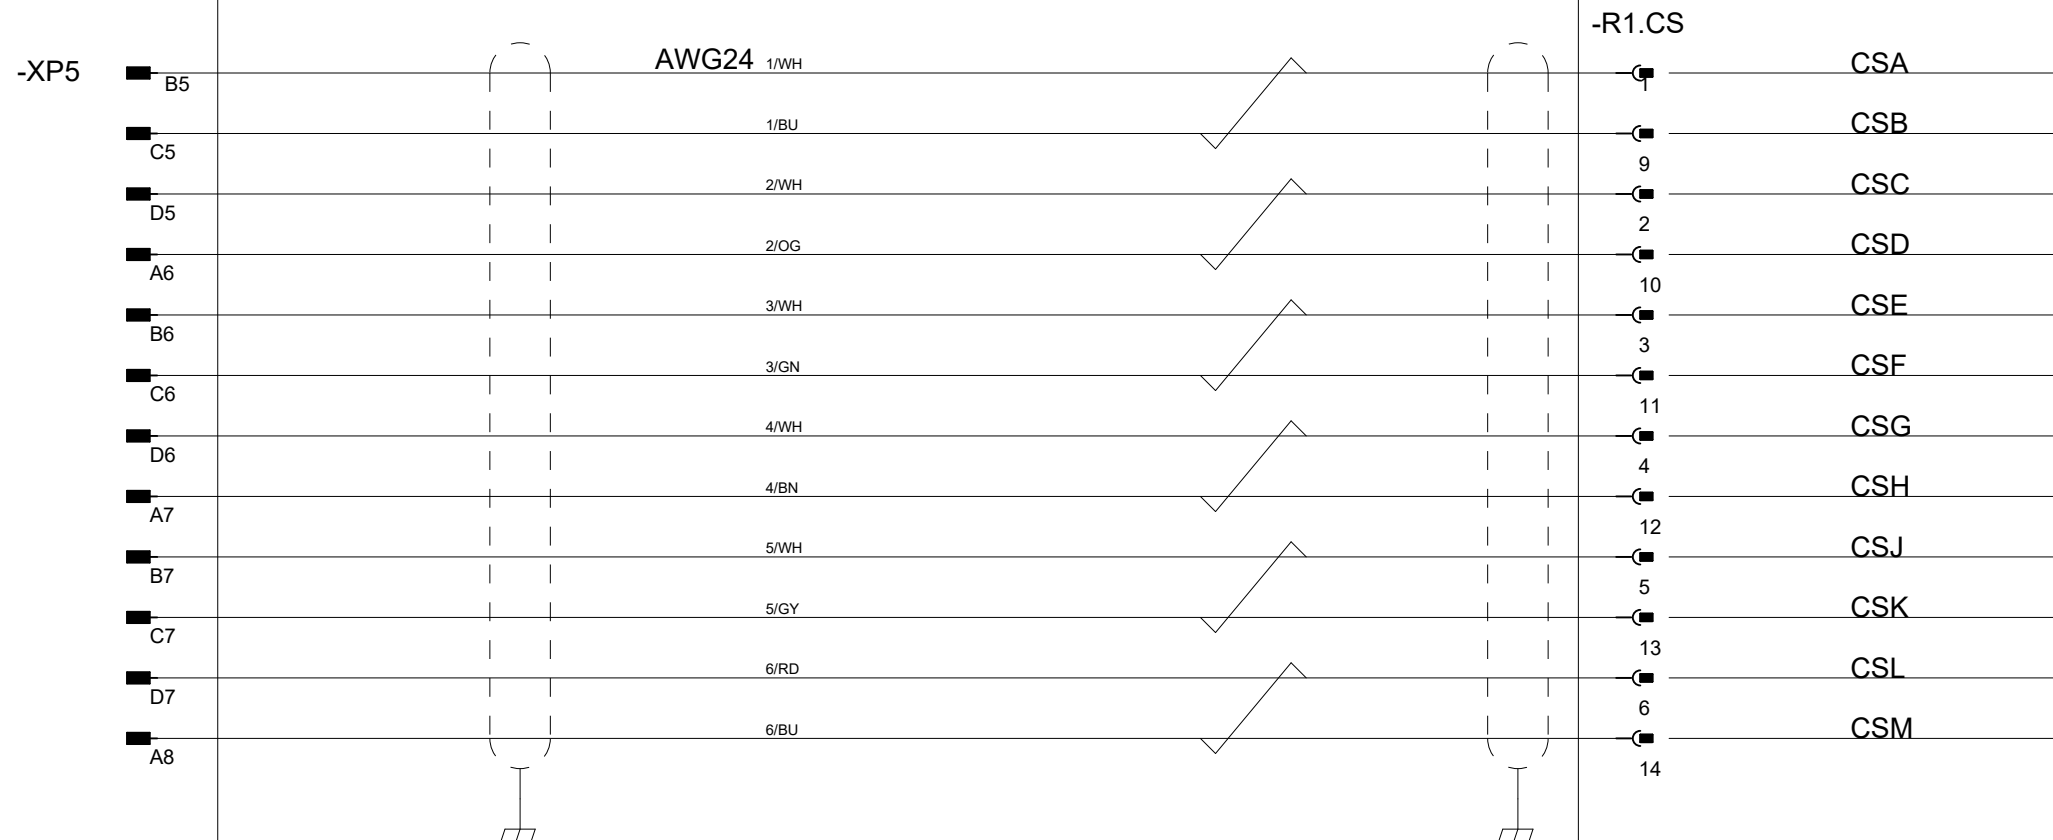 -R1.CS
-XP5 B5 AWG24 1/WH 1 CSA
C5 1/BU 9 CSB
D5 2/WH 2 CSC
A6 2/OG 10 CSD
B6 3/WH 3 CSE
C6 3/GN 11 CSF
D6 4/WH 4 CSG
A7 4/BN 12 CSH
B7 5/WH 5 CSJ
C7 5/GY 13 CSK
D7 6/RD 6 CSL
A8 6/BU 14 CSM